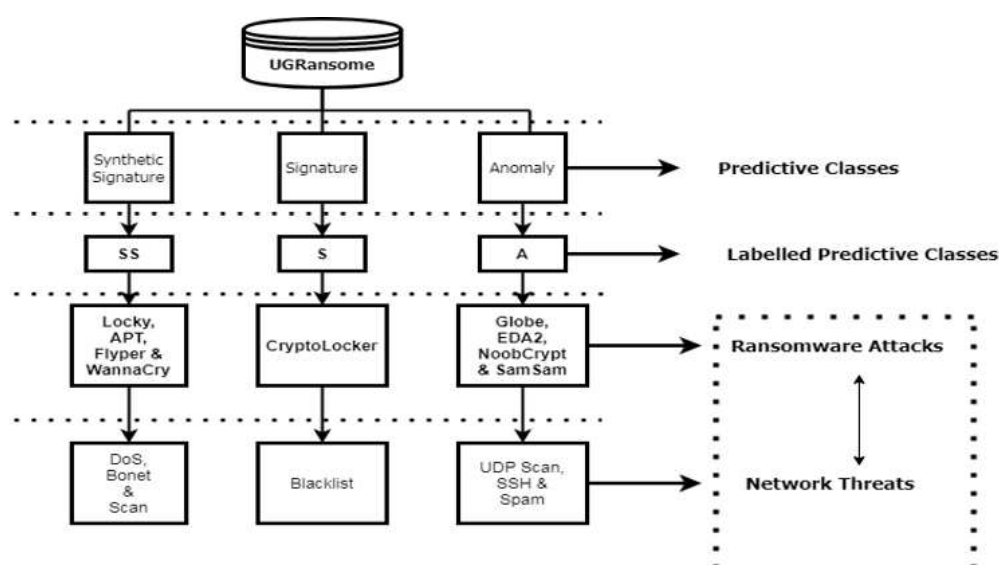 UGRansome
Synthetic
Signature
Signature
Anomaly
Predictive Classes
SS
S
A
Labelled Predictive Classes
Locky,
APT,
Flyper &
WannaCry
CryptoLocker
Globe,
EDA2,
NoobCrypt
& SamSam
Ransomware Attacks
DoS,
Bonet
&
Scan
Blacklist
UDP Scan,
SSH &
Spam
Network Threats